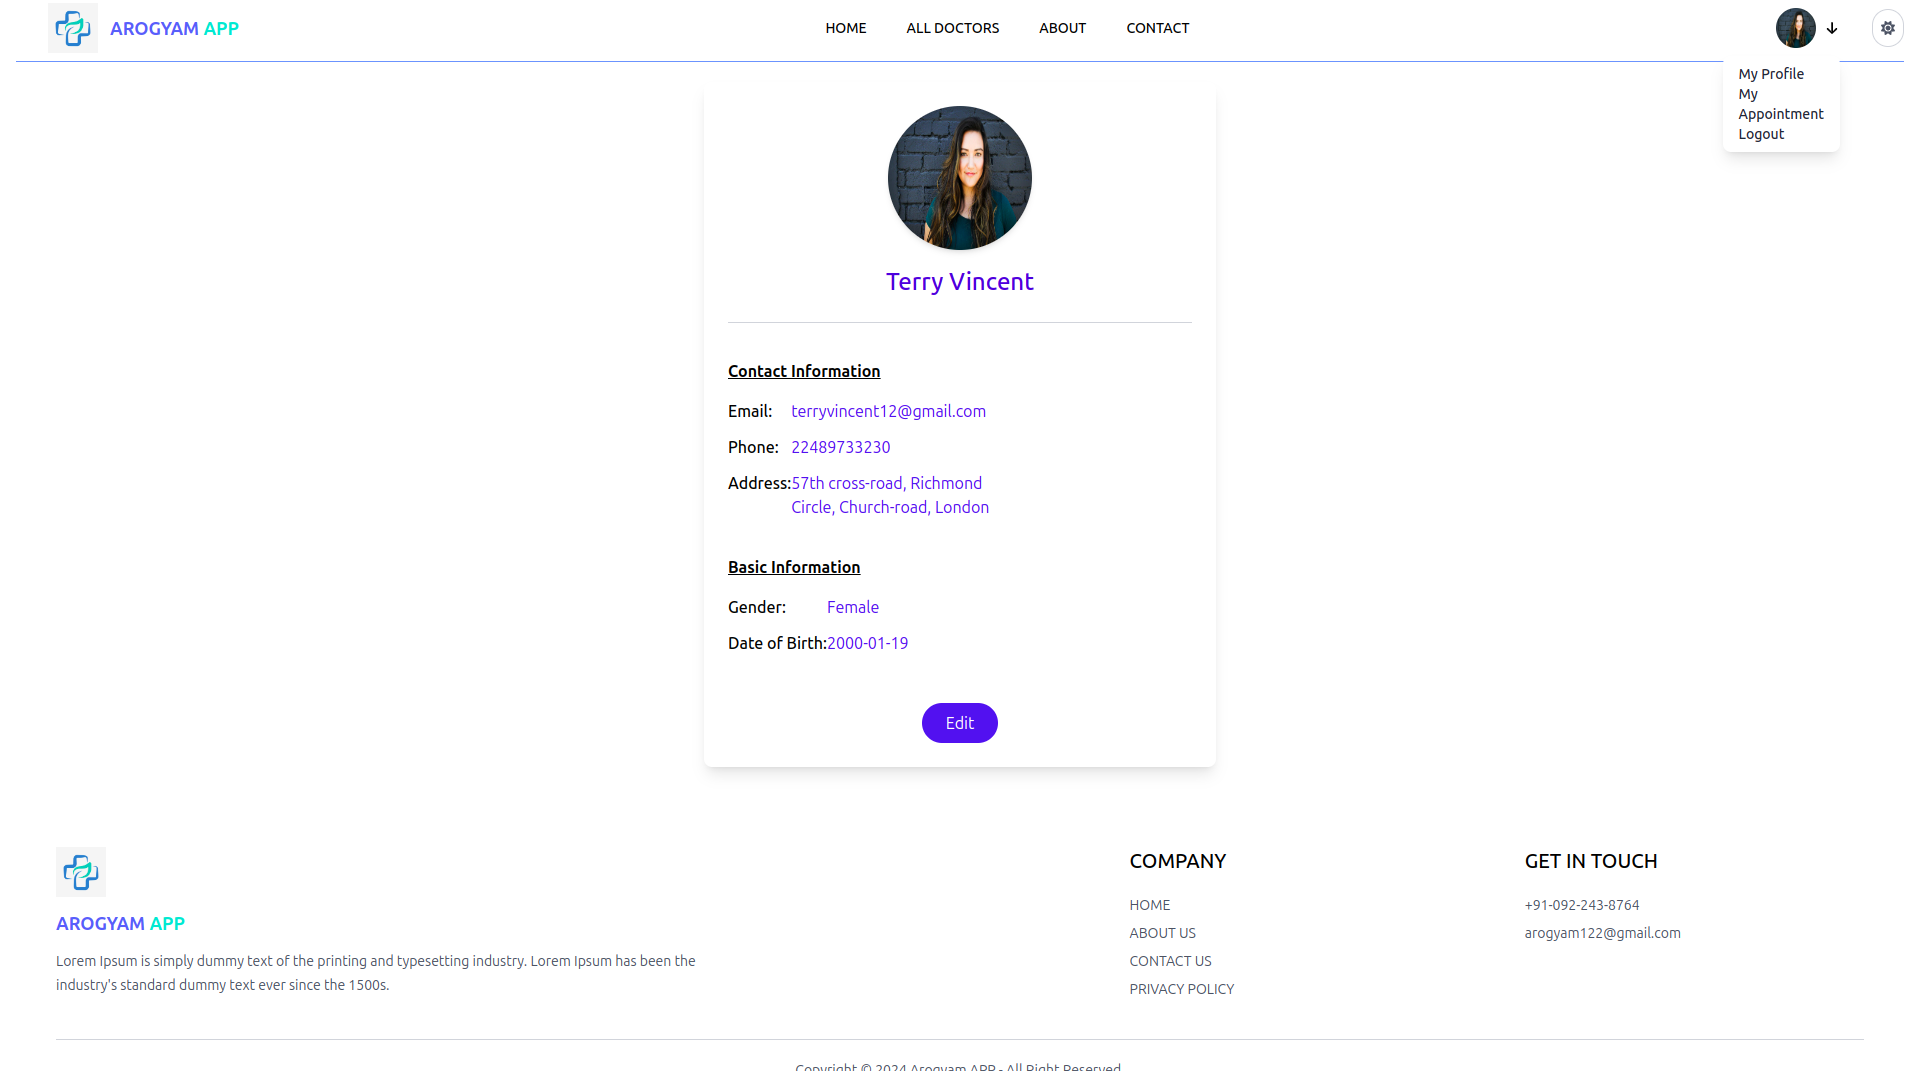 AROGYAM APP
HOME
ALL DOCTORS
ABOUT
CONTACT
My Profile
My
Appointment
Logout
Terry Vincent
Contact Information
Email: terryvincent12@gmail.com
Phone: 22489733230
Address: 57th cross-road, Richmond
Circle, Church-road, London
Basic Information
Gender: Female
Date of Birth: 2000-01-19
Edit
AROGYAM APP
Lorem Ipsum is simply dummy text of the printing and typesetting industry. Lorem Ipsum has been the
industry's standard dummy text ever since the 1500s.
COMPANY
HOME
ABOUT US
CONTACT US
PRIVACY POLICY
GET IN TOUCH
+91-092-243-8764
arogyam122@gmail.com
Copyright © 2024 Arogyam APP - All Right Reserved